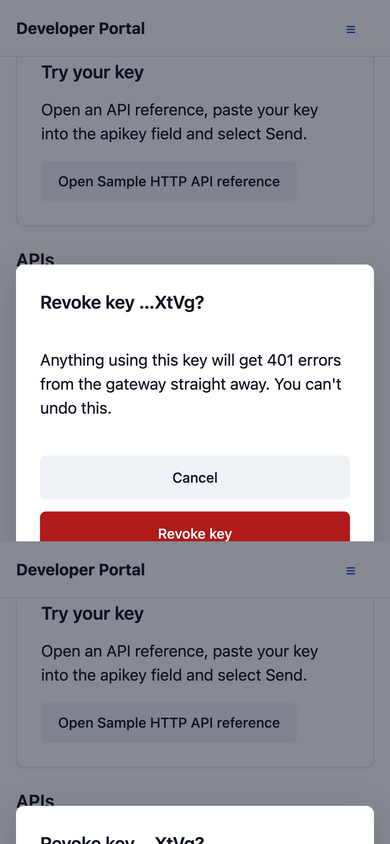 Developer Portal
Try your key
Open an API reference, paste your key
into the apikey field and select Send.
Open Sample HTTP API reference
APIs
Revoke key ...XtVg?
Anything using this key will get 401 errors
from the gateway straight away. You can't
undo this.
Cancel
Revoke key
Developer Portal
Try your key
Open an API reference, paste your key
into the apikey field and select Send.
Open Sample HTTP API reference
APIs
Revoke key ...XtVg?